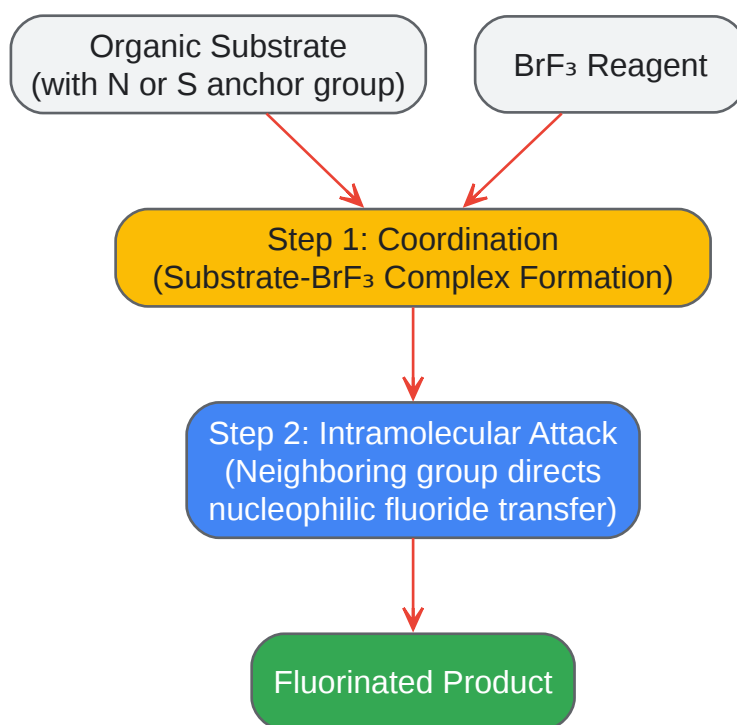 Organic Substrate
(with N or S anchor group)
BrF₃ Reagent
Step 1: Coordination
(Substrate-BrF₃ Complex Formation)
Step 2: Intramolecular Attack
(Neighboring group directs
nucleophilic fluoride transfer)
Fluorinated Product